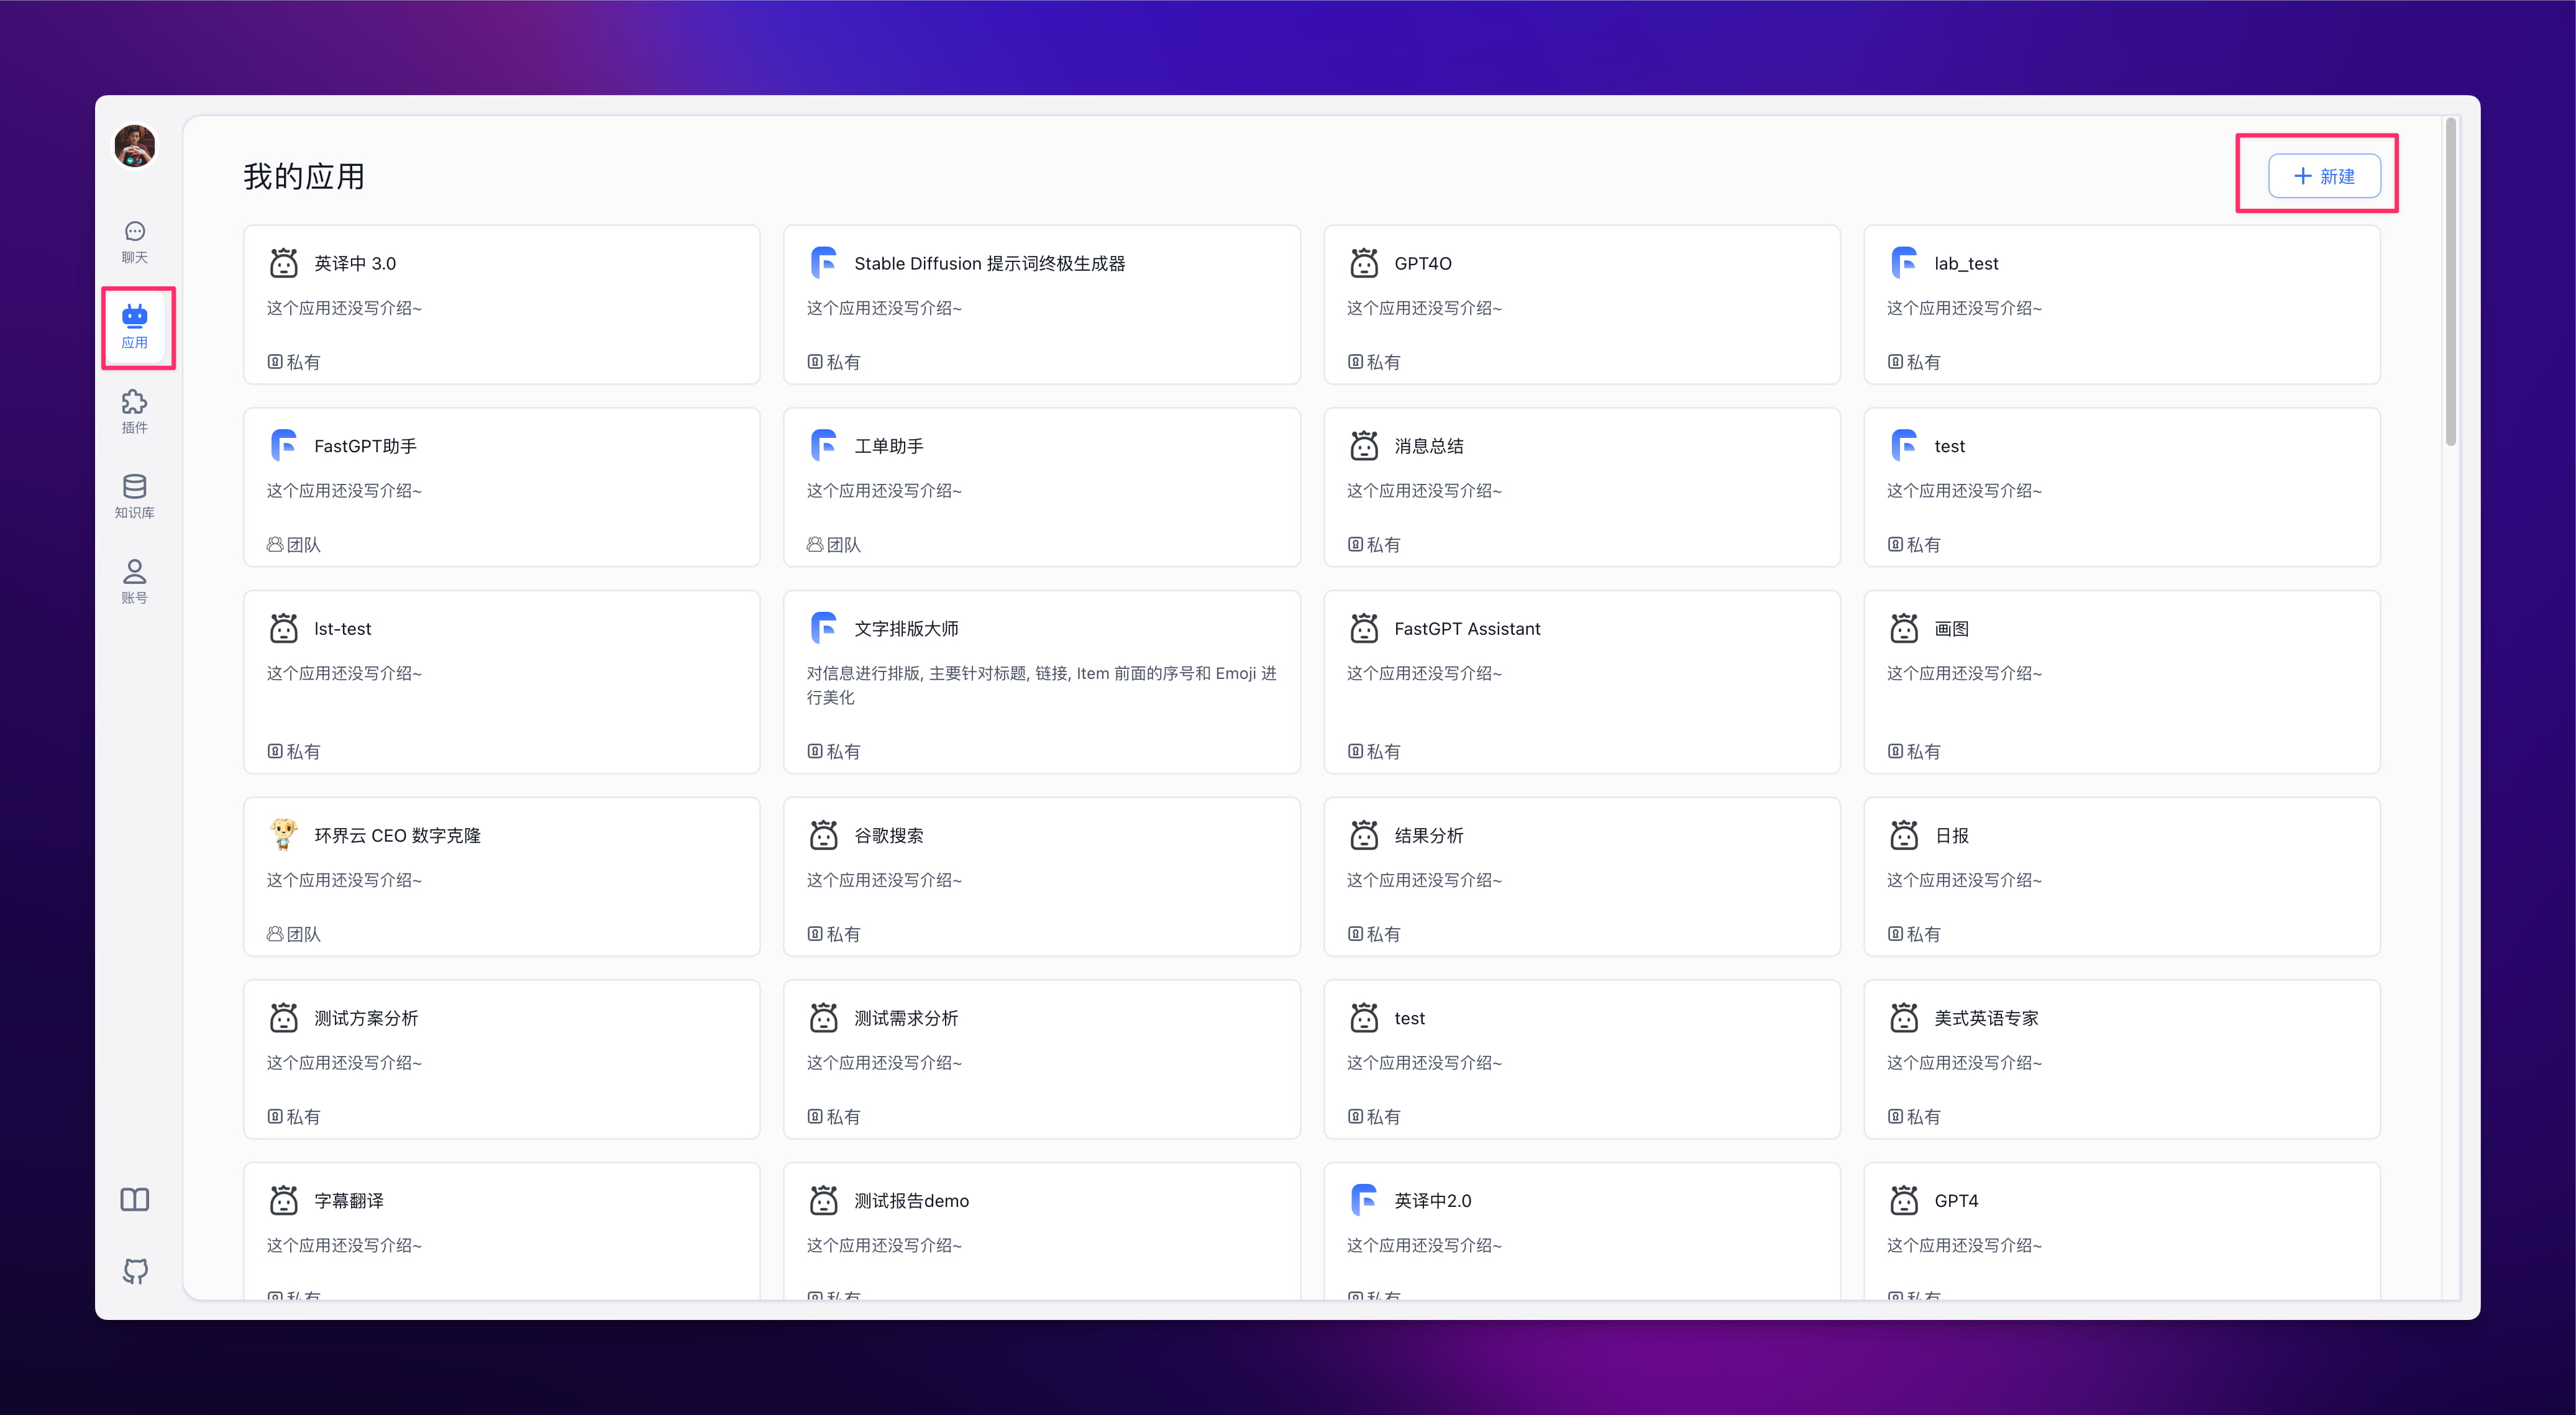 聊天
应用
插件
知识库
账号
我的应用
新建
英译中 3.0
这个应用还没写介绍~
私有
Stable Diffusion 提示词终极生成器
这个应用还没写介绍~
私有
GPT4O
这个应用还没写介绍~
私有
lab_test
这个应用还没写介绍~
私有
FastGPT助手
这个应用还没写介绍~
团队
工单助手
这个应用还没写介绍~
团队
消息总结
这个应用还没写介绍~
私有
test
这个应用还没写介绍~
私有
lst-test
这个应用还没写介绍~
私有
文字排版大师
对信息进行排版, 主要针对标题, 链接, Item 前面的序号和 Emoji 进
行美化
私有
FastGPT Assistant
这个应用还没写介绍~
私有
画图
这个应用还没写介绍~
私有
环界云 CEO 数字克隆
这个应用还没写介绍~
团队
谷歌搜索
这个应用还没写介绍~
私有
结果分析
这个应用还没写介绍~
私有
日报
这个应用还没写介绍~
私有
测试方案分析
这个应用还没写介绍~
私有
测试需求分析
这个应用还没写介绍~
私有
test
这个应用还没写介绍~
私有
美式英语专家
这个应用还没写介绍~
私有
字幕翻译
这个应用还没写介绍~
私有
测试报告demo
这个应用还没写介绍~
私有
英译中2.0
这个应用还没写介绍~
私有
GPT4
这个应用还没写介绍~
私有